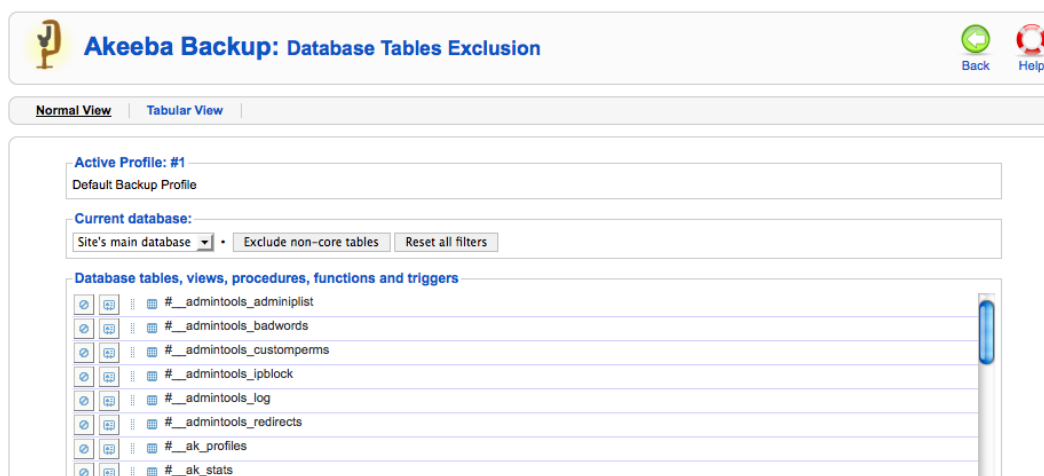 Akeeba Backup: Database Tables Exclusion
Back
Help
Normal View
Tabular View
Active Profile: #1
Default Backup Profile
Current database:
Site's main database • Exclude non-core tables Reset all filters
Database tables, views, procedures, functions and triggers
#__admintools_adminiplist
#__admintools_badwords
#__admintools_customperms
#__admintools_ipblock
#__admintools_log
#__admintools_redirects
#__ak_profiles
#__ak_stats